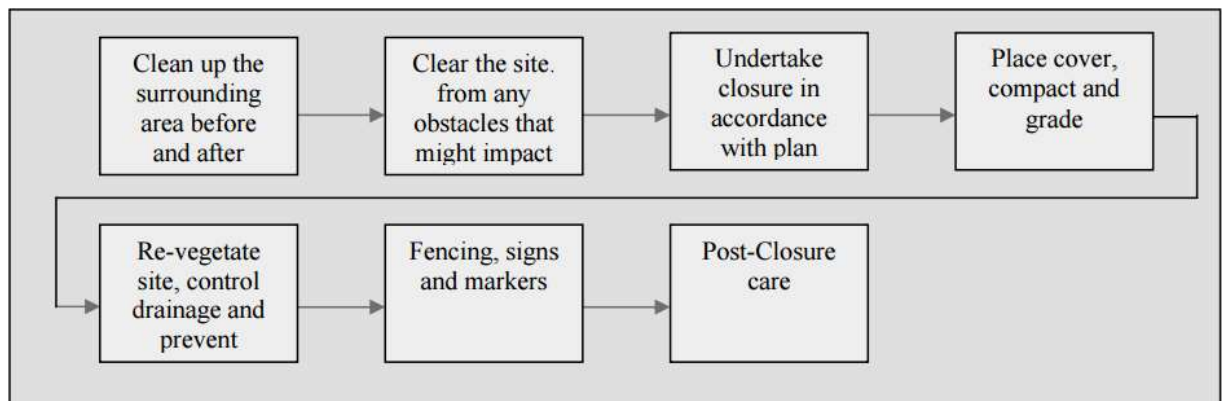 Clean up the
surrounding
area before
and after
Clear the site.
from any
obstacles that
might impact
Undertake
closure in
accordance
with plan
Place cover,
compact and
grade
Re-vegetate
site, control
drainage and
prevent
Fencing, signs
and markers
Post-Closure
care